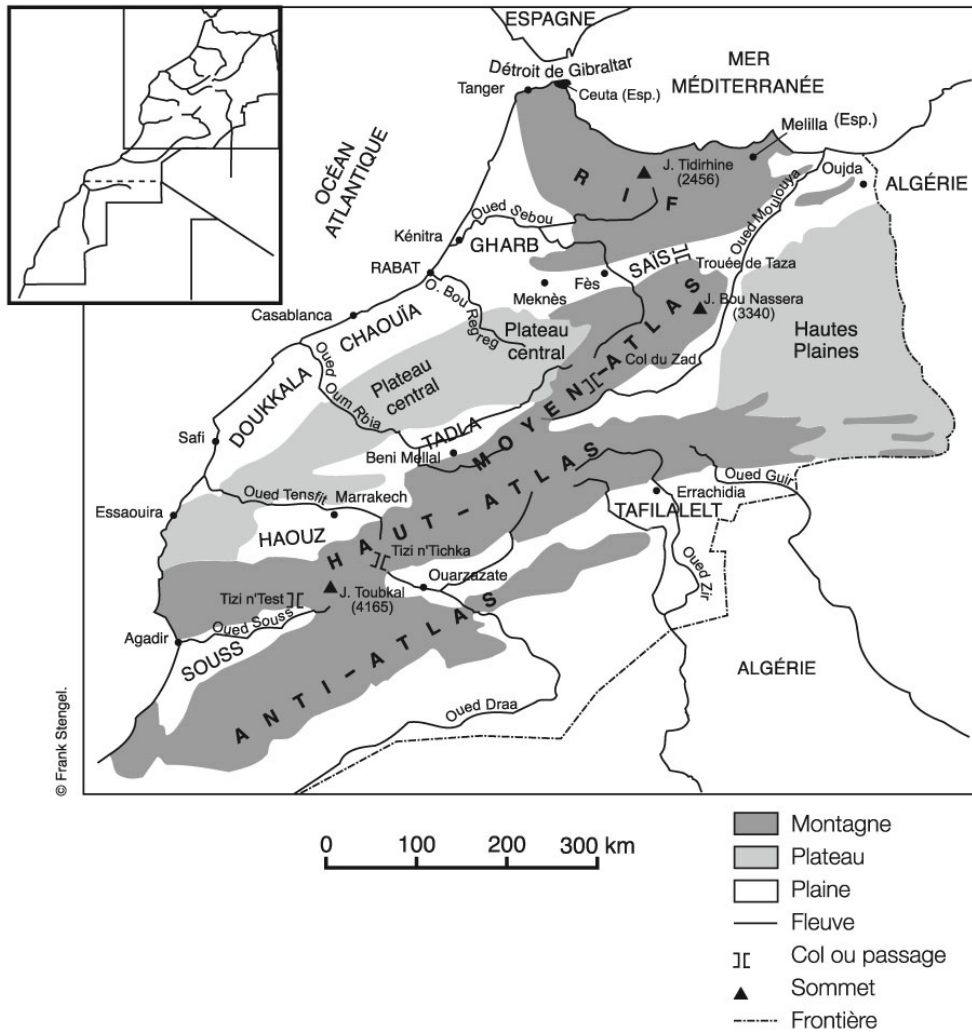 ESPAGNE
Détroit de Gibraltar
MER
MÉDITERRANÉE
Tanger
Ceuta (Esp.)
Melilla (Esp.)
OCÉAN
ATLANTIQUE
J. Tidirhine
(2456)
RIF
Oujda
ALGÉRIE
Oued Sebou
Oued Moulouya
Kénitra
GHARB
SAÏS
Trouée de Taza
RABAT
Fès
Meknès
O. Bou Regreg
J. Bou Nassera
(3340)
Casablanca
CHAOUÏA
Plateau
central
Hautes
Plaines
Col du Zad
Oued Oum Rbia
Plateau
central
MOYEN-ATLAS
DOUKKALA
TADLA
Safi
Beni Mellal
Oued Tensfit
Marrakech
HAUT-ATLAS
Oued Guir
Errachidia
Essaouira
HAOUZ
TAFILALELT
Tizi n'Tichka
Oued Zir
Ouarzazate
J. Toubkal
(4165)
Tizi n'Test
Oued Souss
Agadir
SOUSS
ANTI-ATLAS
ALGÉRIE
Oued Draa
© Frank Stengel.
0 100 200 300 km
Montagne
Plateau
Plaine
Fleuve
Col ou passage
Sommet
Frontière